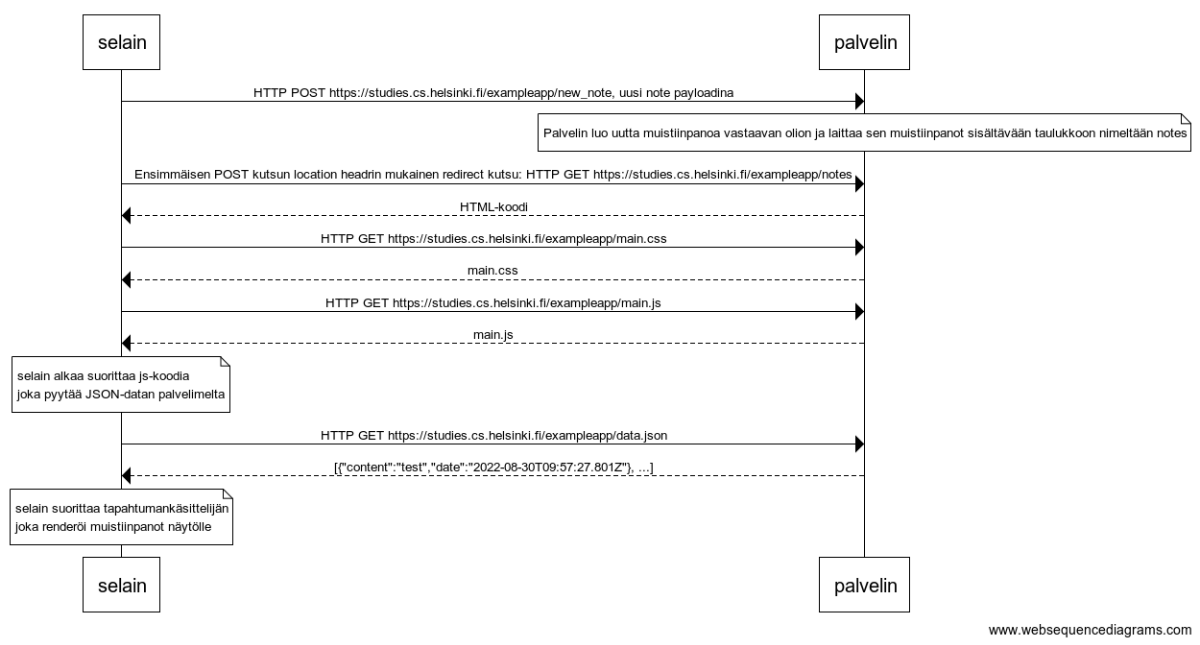 selain
palvelin
HTTP POST https://studies.cs.helsinki.fi/exampleapp/new_note, uusi note payloadina
Palvelin luo uutta muistiinpanoa vastaavan olion ja laittaa sen muistiinpanot sisältävään taulukkoon nimeltään notes
Ensimmäisen POST kutsun location headrin mukainen redirect kutsu: HTTP GET https://studies.cs.helsinki.fi/exampleapp/notes
HTML-koodi
HTTP GET https://studies.cs.helsinki.fi/exampleapp/main.css
main.css
HTTP GET https://studies.cs.helsinki.fi/exampleapp/main.js
main.js
selain alkaa suorittaa js-koodia
joka pyytää JSON-datan palvelimelta
HTTP GET https://studies.cs.helsinki.fi/exampleapp/data.json
[{"content":"test","date":"2022-08-30T09:57:27.801Z"}, ...]
selain suorittaa tapahtumankäsittelijän
joka renderöi muistiinpanot näytölle
selain
palvelin
www.websequencediagrams.com